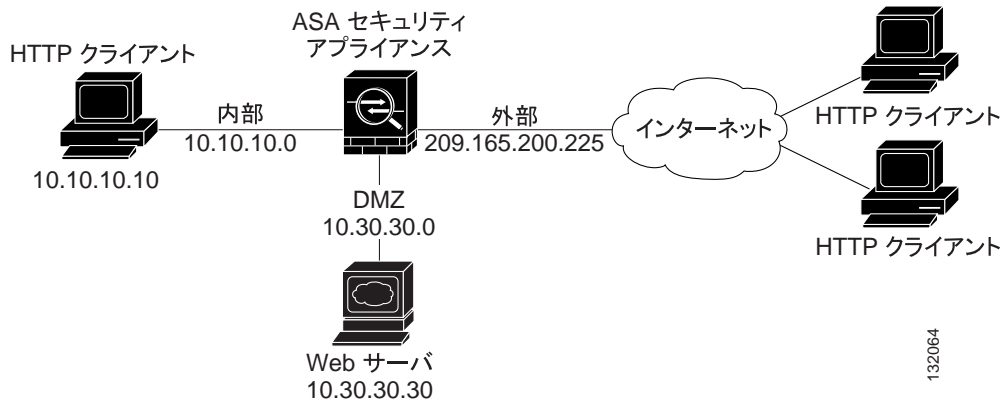 ASA セキュリティ
アプライアンス
HTTP クライアント
内部
10.10.10.0
10.10.10.10
外部
209.165.200.225
インターネット
HTTP クライアント
HTTP クライアント
DMZ
10.30.30.0
Web サーバ
10.30.30.30
132064